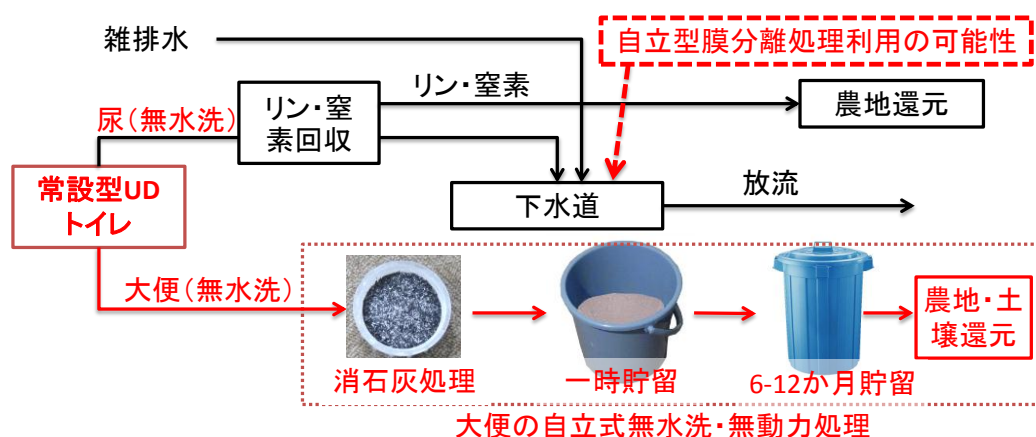 雑排水
自立型膜分離処理利用の可能性
リン・窒素
尿(無水洗)
リン・窒
素回収
農地還元
常設型UD
トイレ
下水道
放流
大便(無水洗)
農地・土
壌還元
消石灰処理
一時貯留
6-12か月貯留
大便の自立式無水洗・無動力処理